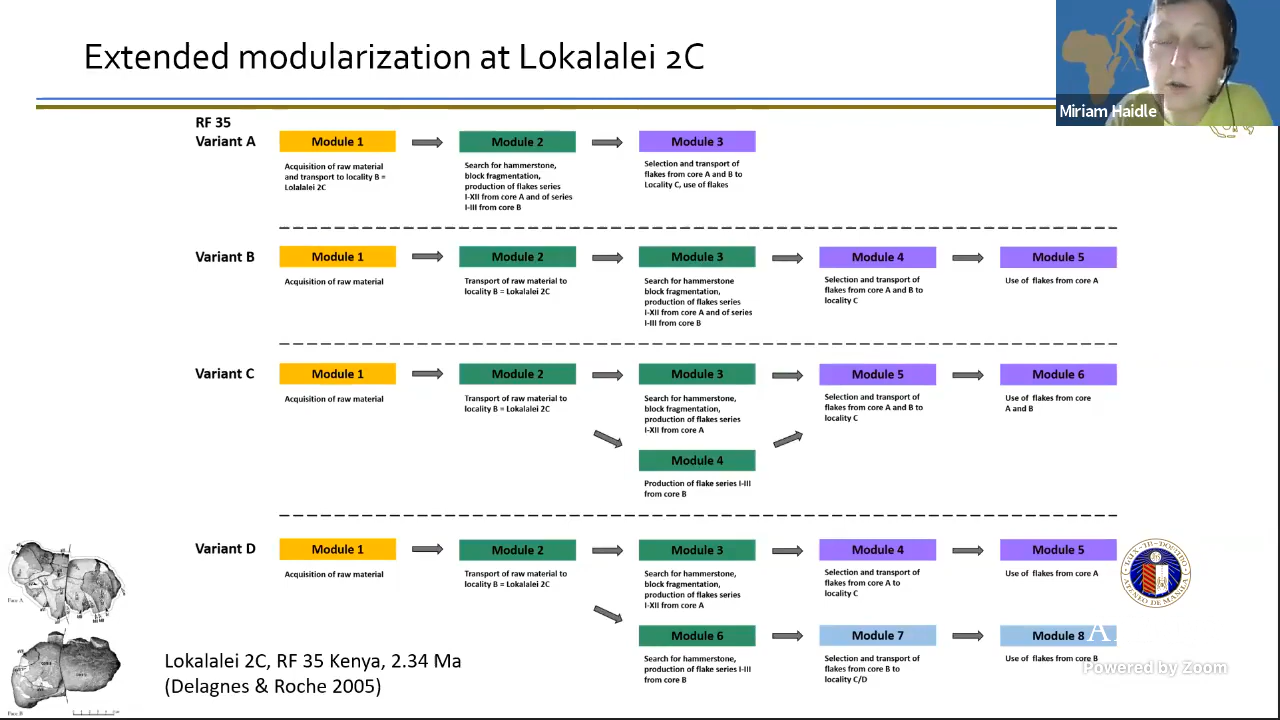 Extended modularization at Lokalalei 2C
Miriam Haidle
RF 35
Variant A
Module 1
Acquisition of raw material
and transport to locality B =
Lolalalei 2C
Module 2
Search for hammerstone,
block fragmentation,
production of flakes series
I-XII from core A and of series
I-III from core B
Module 3
Selection and transport of
flakes from core A and B to
Locality C, use of flakes
Variant B
Module 1
Acquisition of raw material
Module 2
Transport of raw material to
locality B = Lokalalei 2C
Module 3
Search for hammerstone
block fragmentation,
production of flakes series
I-XII from core A and of series
I-III from core B
Module 4
Selection and transport of
flakes from core A and B to
locality C
Module 5
Use of flakes from core A
Variant C
Module 1
Acquisition of raw material
Module 2
Transport of raw material to
locality B = Lokalalei 2C
Module 3
Search for hammerstone,
block fragmentation,
production of flakes series
I-XII from core A
Module 4
Production of flake series I-III
from core B
Module 5
Selection and transport of
flakes from core A and B to
locality C
Module 6
Use of flakes from core
A and B
Variant D
Module 1
Acquisition of raw material
Module 2
Transport of raw material to
locality B = Lokalalei 2C
Module 3
Search for hammerstone,
block fragmentation,
production of flakes series
I-XII from core A
Module 4
Selection and transport of
flakes from core A to
locality C
Module 5
Use of flakes from core A
Module 6
Search for hammerstone,
production of flake series I-III
from core B
Module 7
Selection and transport of
flakes from core B to
locality C/D
Module 8
Use of flakes from core B
Lokalalei 2C, RF 35 Kenya, 2.34 Ma
(Delagnes & Roche 2005)
LUX-IN-DOMINO
ATENEO DE MANILA
A
Powered by Zoom